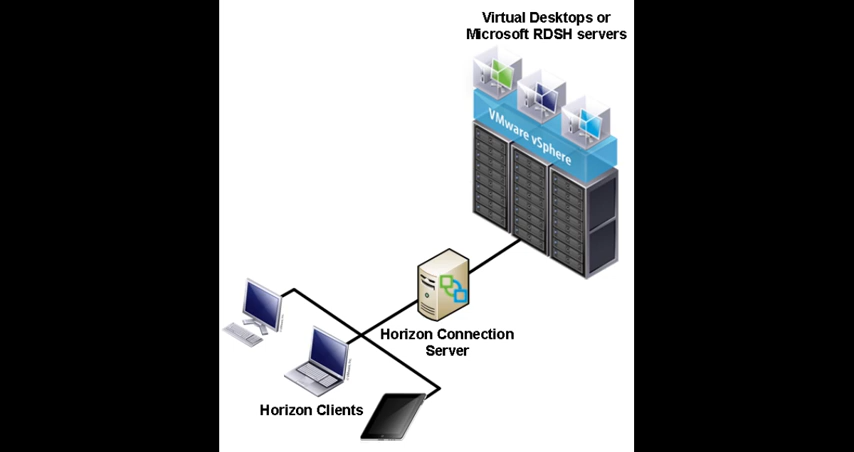 Virtual Desktops or
Microsoft RDSH servers
VMware vSphere
Horizon Connection
Server
Horizon Clients